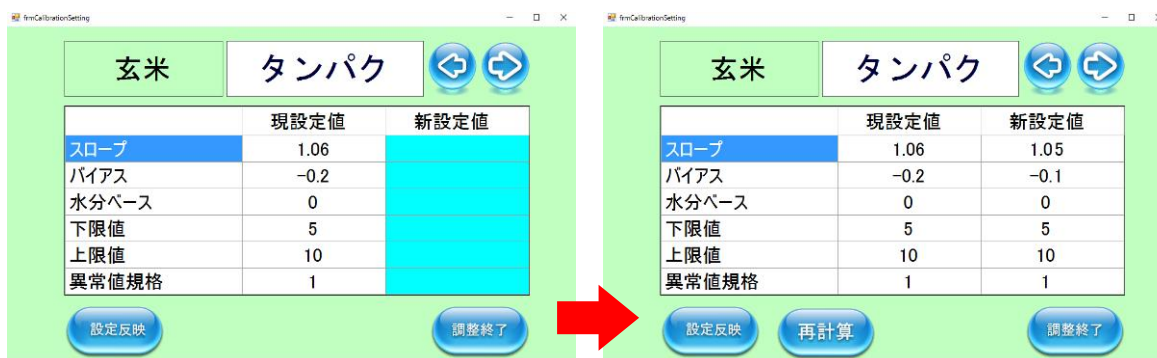 frmCalibrationSetting
玄米 タンパク
現設定値 新設定値
スロープ 1.06
バイアス -0.2
水分ベース 0
下限値 5
上限値 10
異常値規格 1
設定反映 調整終了
frmCalibrationSetting
玄米 タンパク
現設定値 新設定値
スロープ 1.06 1.05
バイアス -0.2 -0.1
水分ベース 0 0
下限値 5 5
上限値 10 10
異常値規格 1 1
設定反映 再計算 調整終了